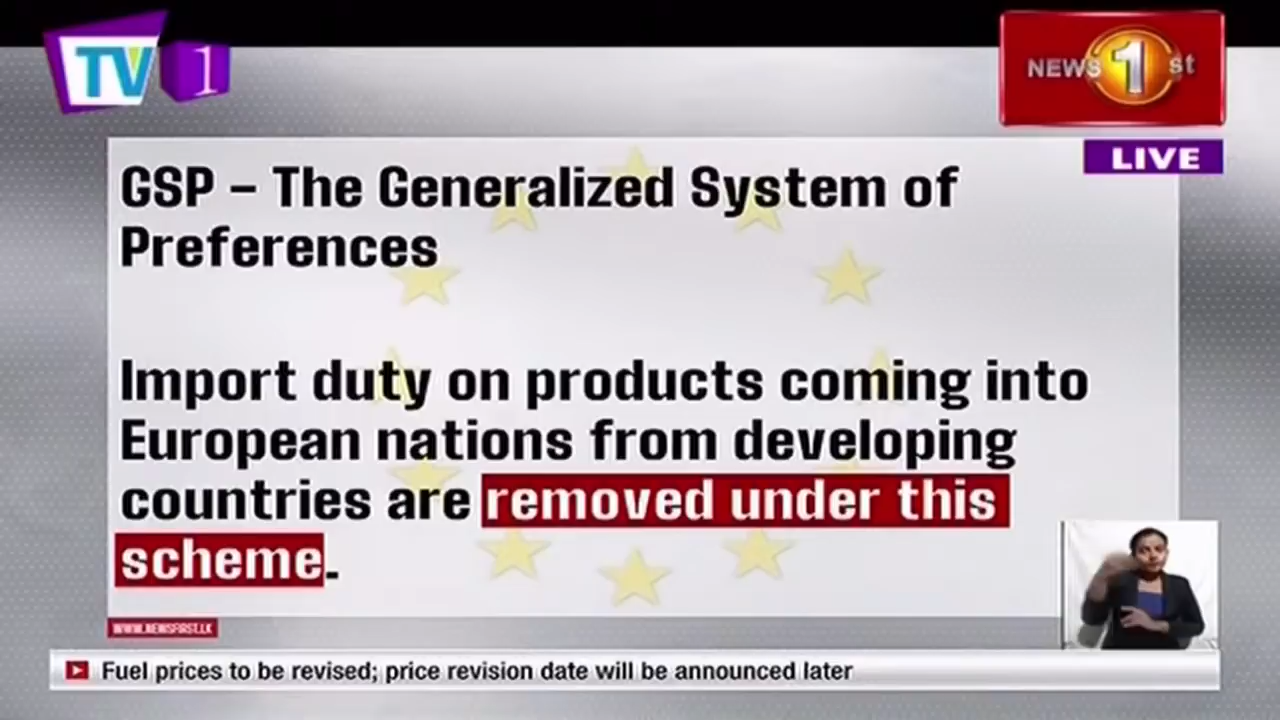 TV 1
NEWS 1st
LIVE
GSP – The Generalized System of
Preferences
Import duty on products coming into
European nations from developing
countries are removed under this
scheme.
WWW.NEWSFIRST.LK
Fuel prices to be revised; price revision date will be announced later